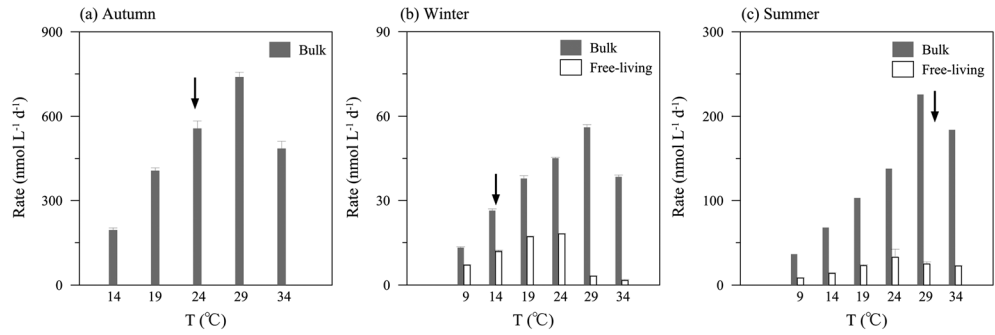 (a) Autumn
900
600
300
0
Rate (nmol L⁻¹ d⁻¹)
Bulk
14 19 24 29 34
T (℃)
(b) Winter
90
60
30
0
Rate (nmol L⁻¹ d⁻¹)
Bulk
Free-living
9 14 19 24 29 34
T (℃)
(c) Summer
300
200
100
0
Rate (nmol L⁻¹ d⁻¹)
Bulk
Free-living
9 14 19 24 29 34
T (℃)